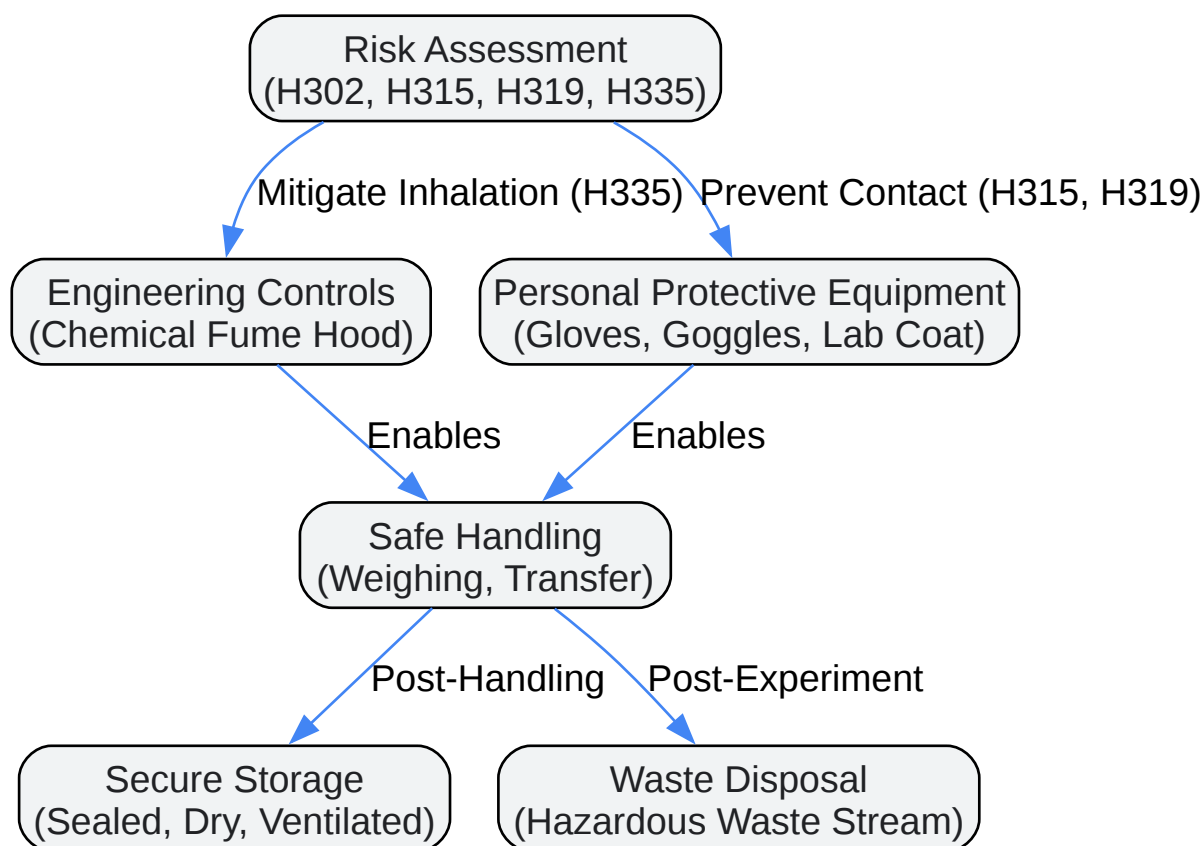 Risk Assessment
(H302, H315, H319, H335)
Mitigate Inhalation (H335)
Prevent Contact (H315, H319)
Engineering Controls
(Chemical Fume Hood)
Personal Protective Equipment
(Gloves, Goggles, Lab Coat)
Enables
Enables
Safe Handling
(Weighing, Transfer)
Post-Handling
Post-Experiment
Secure Storage
(Sealed, Dry, Ventilated)
Waste Disposal
(Hazardous Waste Stream)